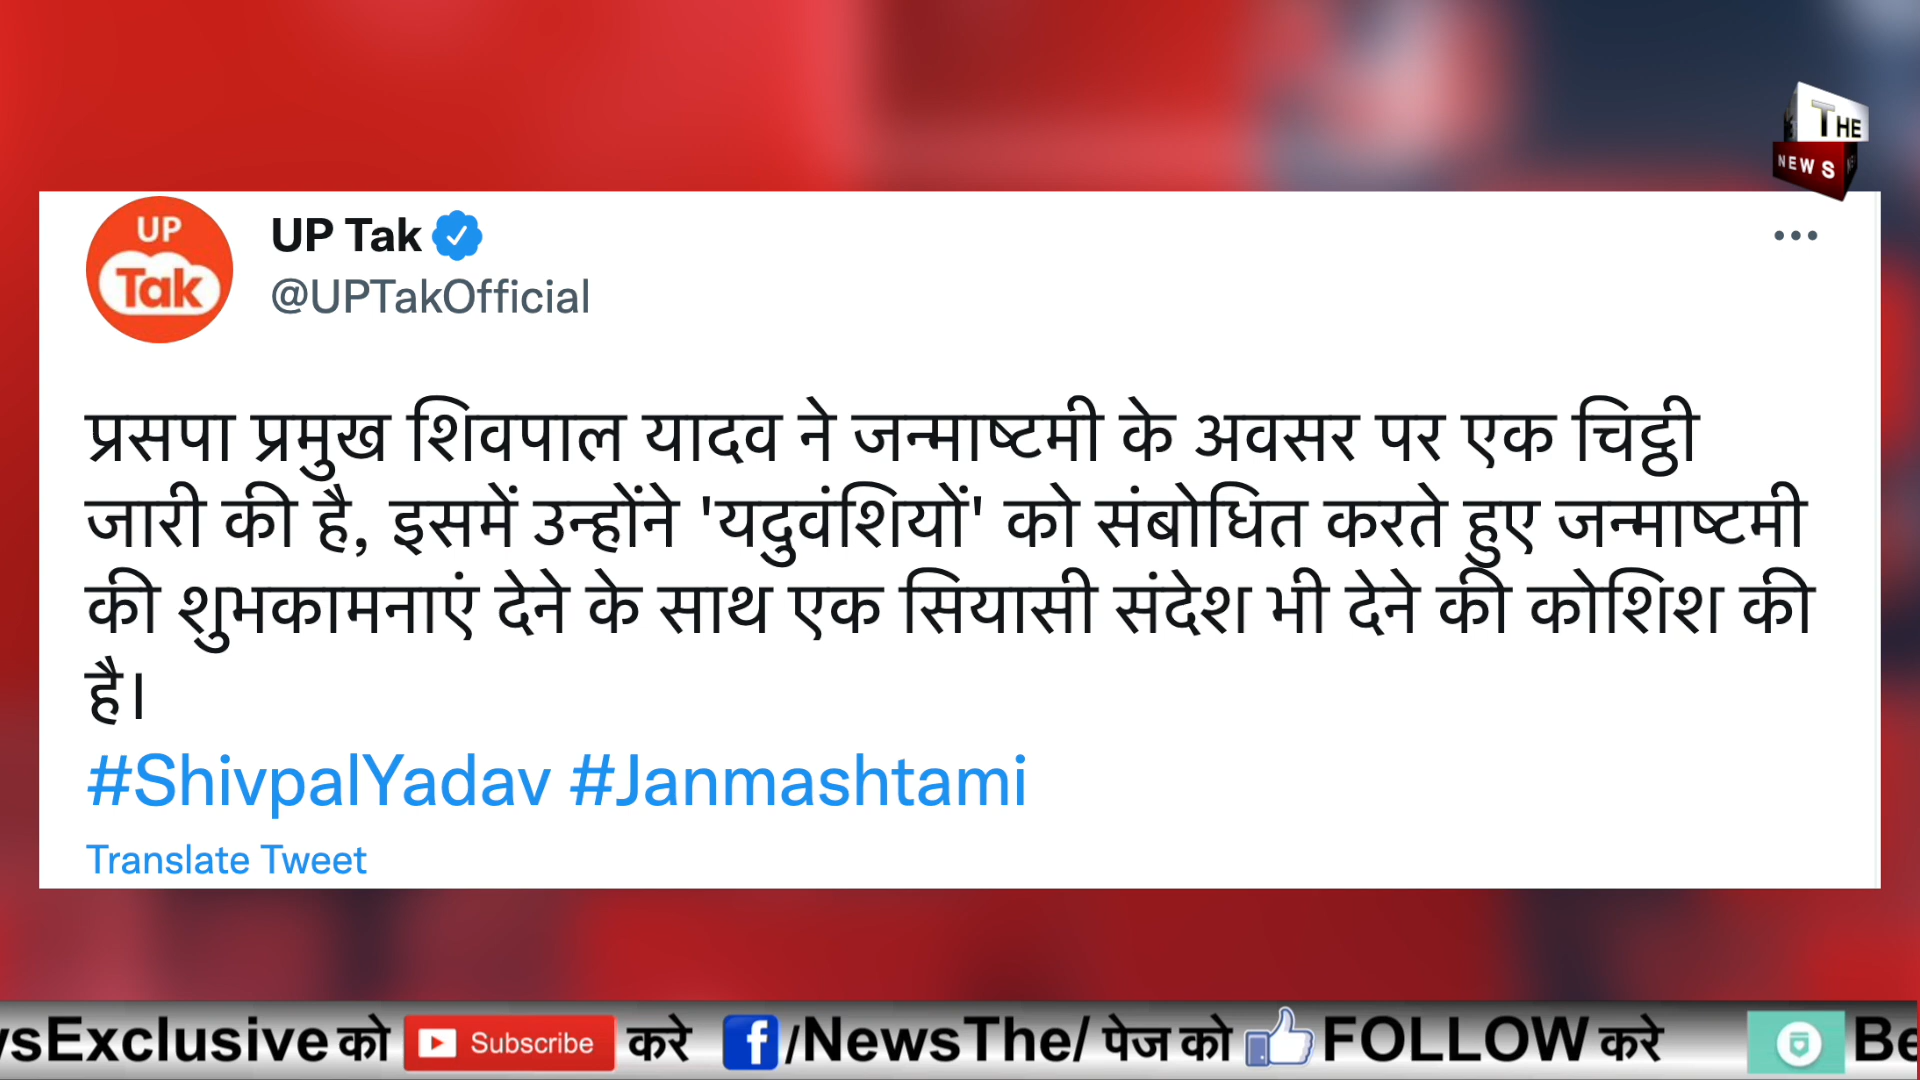 THE
NEWS
UP
Tak
UP Tak
@UPTakOfficial
प्रसपा प्रमुख शिवपाल यादव ने जन्माष्टमी के अवसर पर एक चिट्ठी
जारी की है, इसमें उन्होंने 'यदुवंशियों' को संबोधित करते हुए जन्माष्टमी
की शुभकामनाएं देने के साथ एक सियासी संदेश भी देने की कोशिश की
है।
#ShivpalYadav #Janmashtami
Translate Tweet
sExclusive को Subscribe करे f/NewsThe/ पेज को FOLLOW करे Be